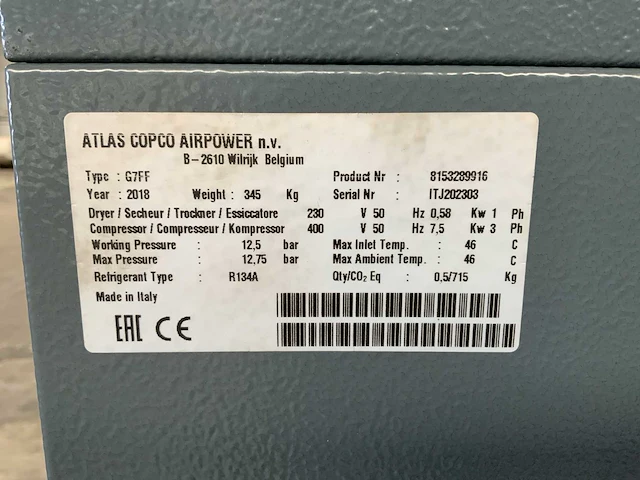 ATLAS COPCO AIRPOWER n.v.
B-2610 Wilrijk Belgium
Type : G7FF Product Nr : 8153289916
Year : 2018 Weight : 345 Kg Serial Nr : ITJ202303
Dryer / Secheur / Trockner / Essiccatore 230 V 50 Hz 0,58 Kw 1 Ph
Compressor / Compresseur / Kompressor 400 V 50 Hz 7,5 Kw 3 Ph
Working Pressure : 12,5 bar Max Inlet Temp. : 46 C
Max Pressure : 12,75 bar Max Ambient Temp. : 46 C
Refrigerant Type : R134A Qty/CO₂ Eq : 0,5/715 Kg
Made in Italy
EAC CE